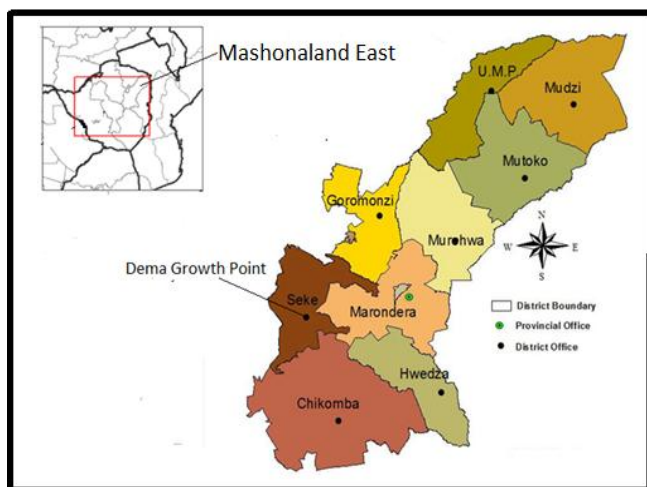 Mashonaland East
U.M.P
Mudzi
Mutoko
Goromonzi
Murehwa
N
W
E
S
Dema Growth Point
Seke
Marondera
District Boundary
Provincial Office
District Office
Hwedza
Chikomba